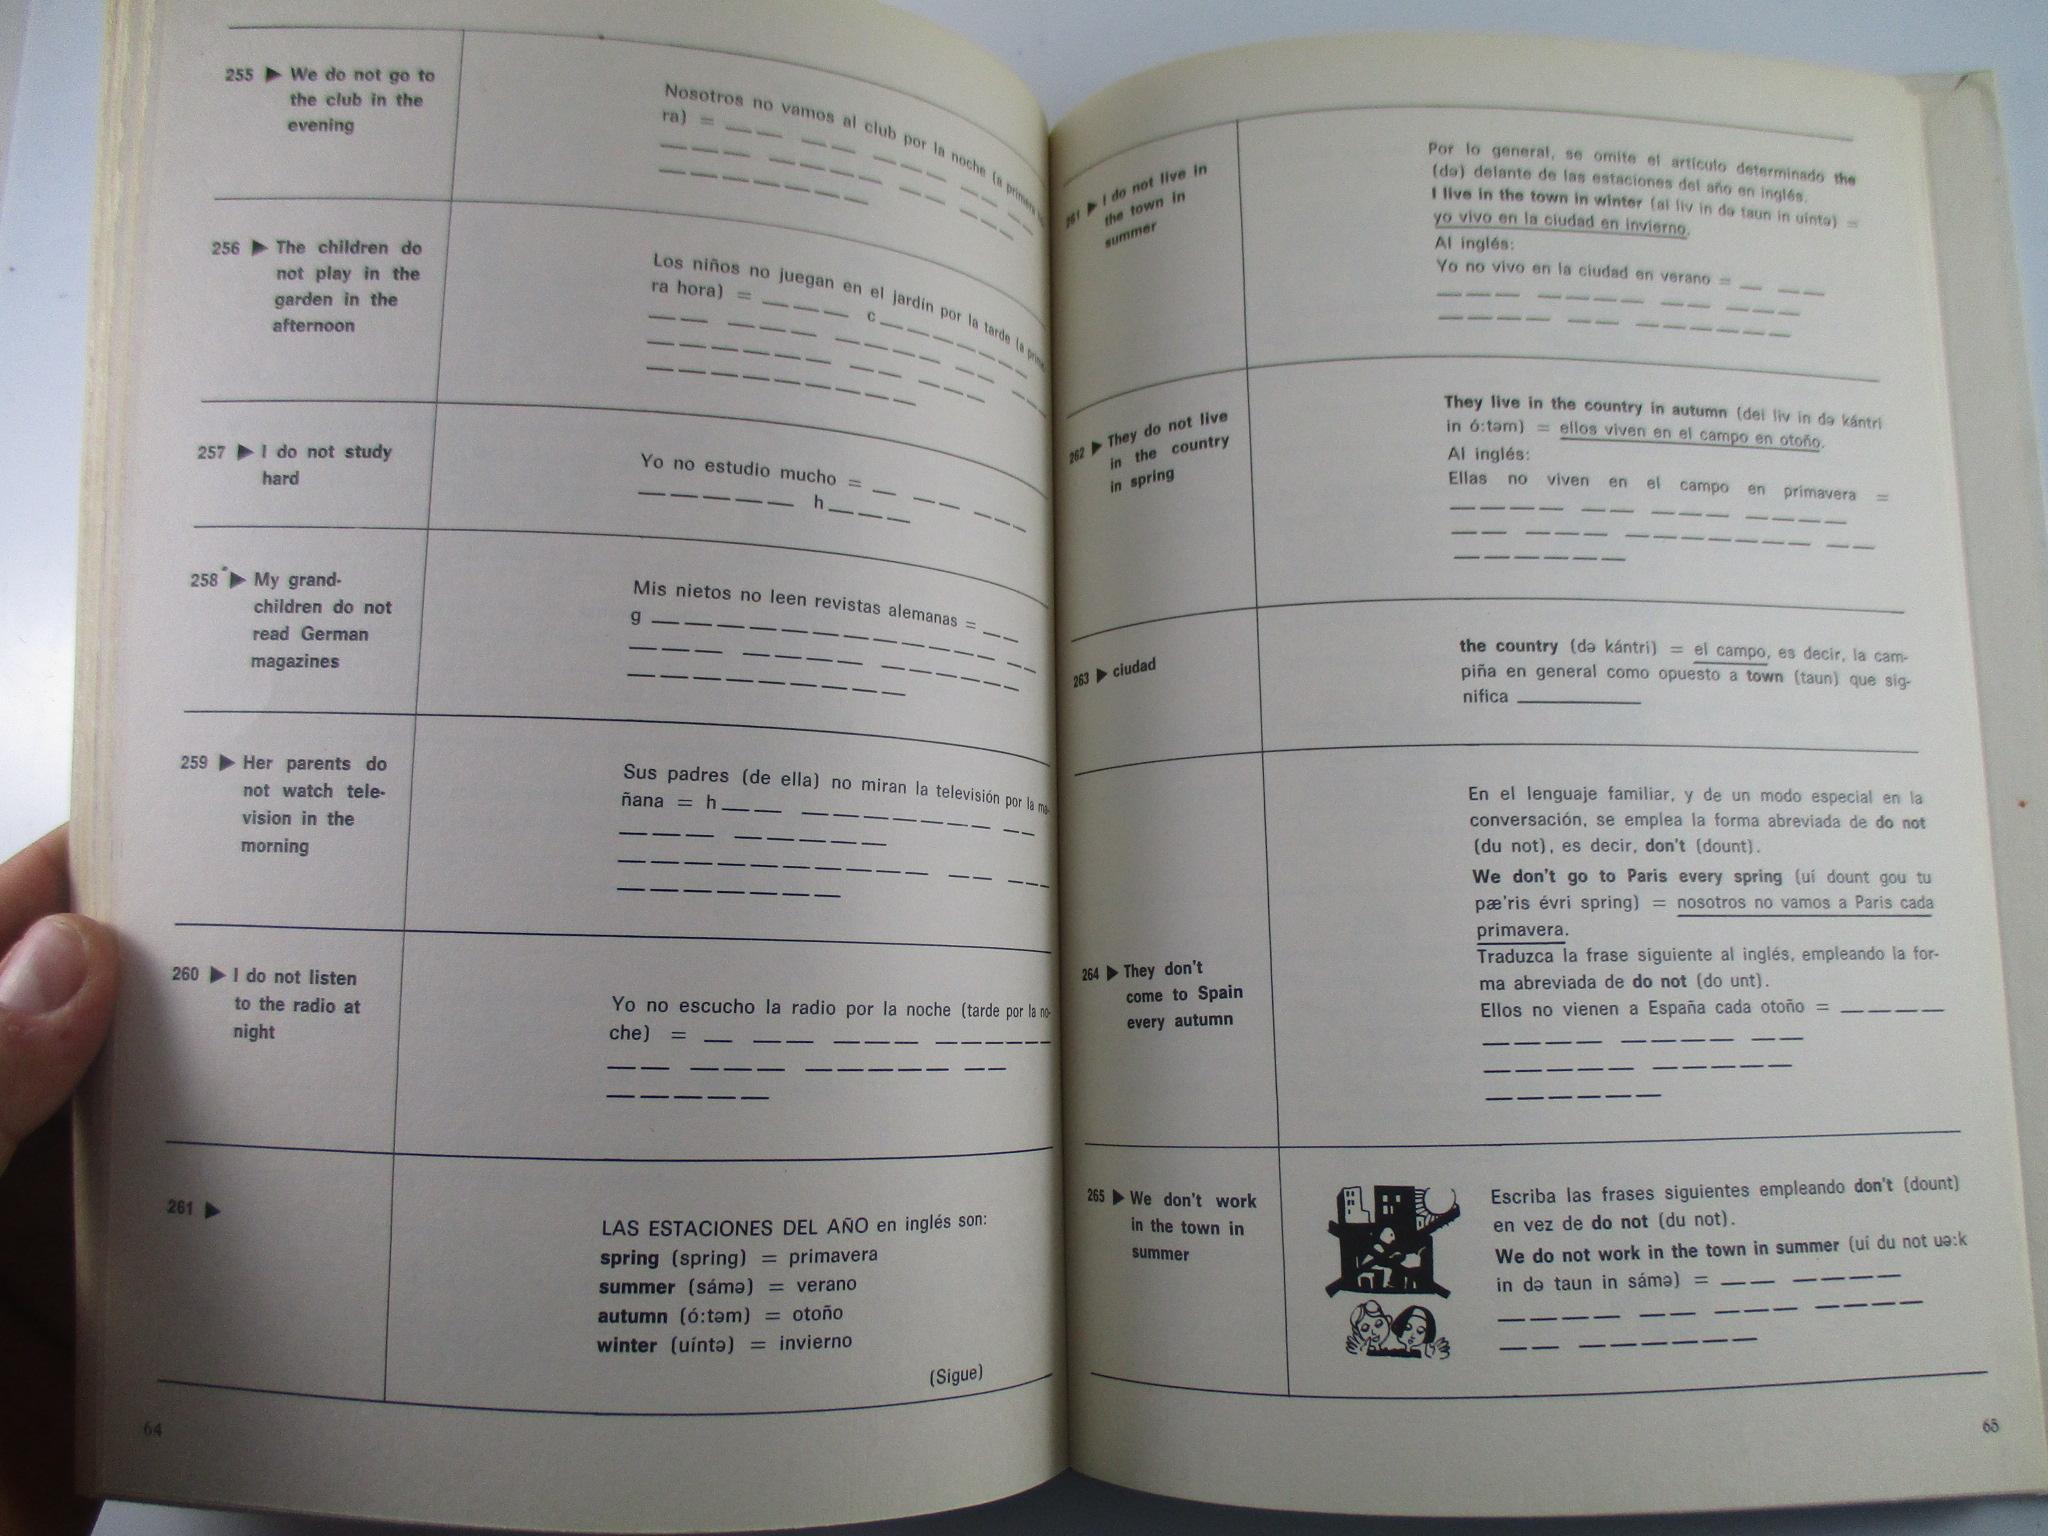 255 ▶ We do not go to
the club in the
evening
Nosotros no vamos al club por la noche (a primera
ra) = __ __ __ __ __ __ __ __ __
256 ▶ The children do
not play in the
garden in the
afternoon
Los niños no juegan en el jardín por la tarde (a prime-
ra hora) = _ _ _ c _ _ _ _ _ _ _
257 ▶ I do not study
hard
Yo no estudio mucho = _ _ _ _ _ _
_ _ _ _ _ h _ _ _
258 ▶ My grand-
children do not
read German
magazines
Mis nietos no leen revistas alemanas = _ _
g _ _ _ _ _ _ _ _ _ _ _ _ _
259 ▶ Her parents do
not watch tele-
vision in the
morning
Sus padres (de ella) no miran la televisión por la ma-
ñana = h _ _ _ _ _ _ _ _ _ _
260 ▶ I do not listen
to the radio at
night
Yo no escucho la radio por la noche (tarde por la no-
che) = _ _ _ _ _ _ _ _ _ _ _ _
261 ▶
LAS ESTACIONES DEL AÑO en inglés son:
spring (spring) = primavera
summer (sámə) = verano
autumn (ó:təm) = otoño
winter (uíntə) = invierno
(Sigue)
64
261 ▶ I do not live in
the town in
summer
Por lo general, se omite el artículo determinado the
(də) delante de las estaciones del año en inglés.
I live in the town in winter (ai liv in də taun in uíntə) =
yo vivo en la ciudad en invierno.
Al inglés:
Yo no vivo en la ciudad en verano = _ _ _
262 ▶ They do not live
in the country
in spring
They live in the country in autumn (dei liv in də kántri
in ó:təm) = ellos viven en el campo en otoño.
Al inglés:
Ellas no viven en el campo en primavera =
263 ▶ ciudad
the country (də kántri) = el campo, es decir, la cam-
piña en general como opuesto a town (taun) que sig-
nifica ________
264 ▶ They don't
come to Spain
every autumn
En el lenguaje familiar, y de un modo especial en la
conversación, se emplea la forma abreviada de do not
(du not), es decir, don't (dount).
We don't go to Paris every spring (uí dount gou tu
pæ'ris évri spring) = nosotros no vamos a Paris cada
primavera.
Traduzca la frase siguiente al inglés, empleando la for-
ma abreviada de do not (do unt).
Ellos no vienen a España cada otoño = _ _ _ _
265 ▶ We don't work
in the town in
summer
Escriba las frases siguientes empleando don't (dount)
en vez de do not (du not).
We do not work in the town in summer (uí du not uə:k
in də taun in sámə) = _ _ _ _ _ _
65